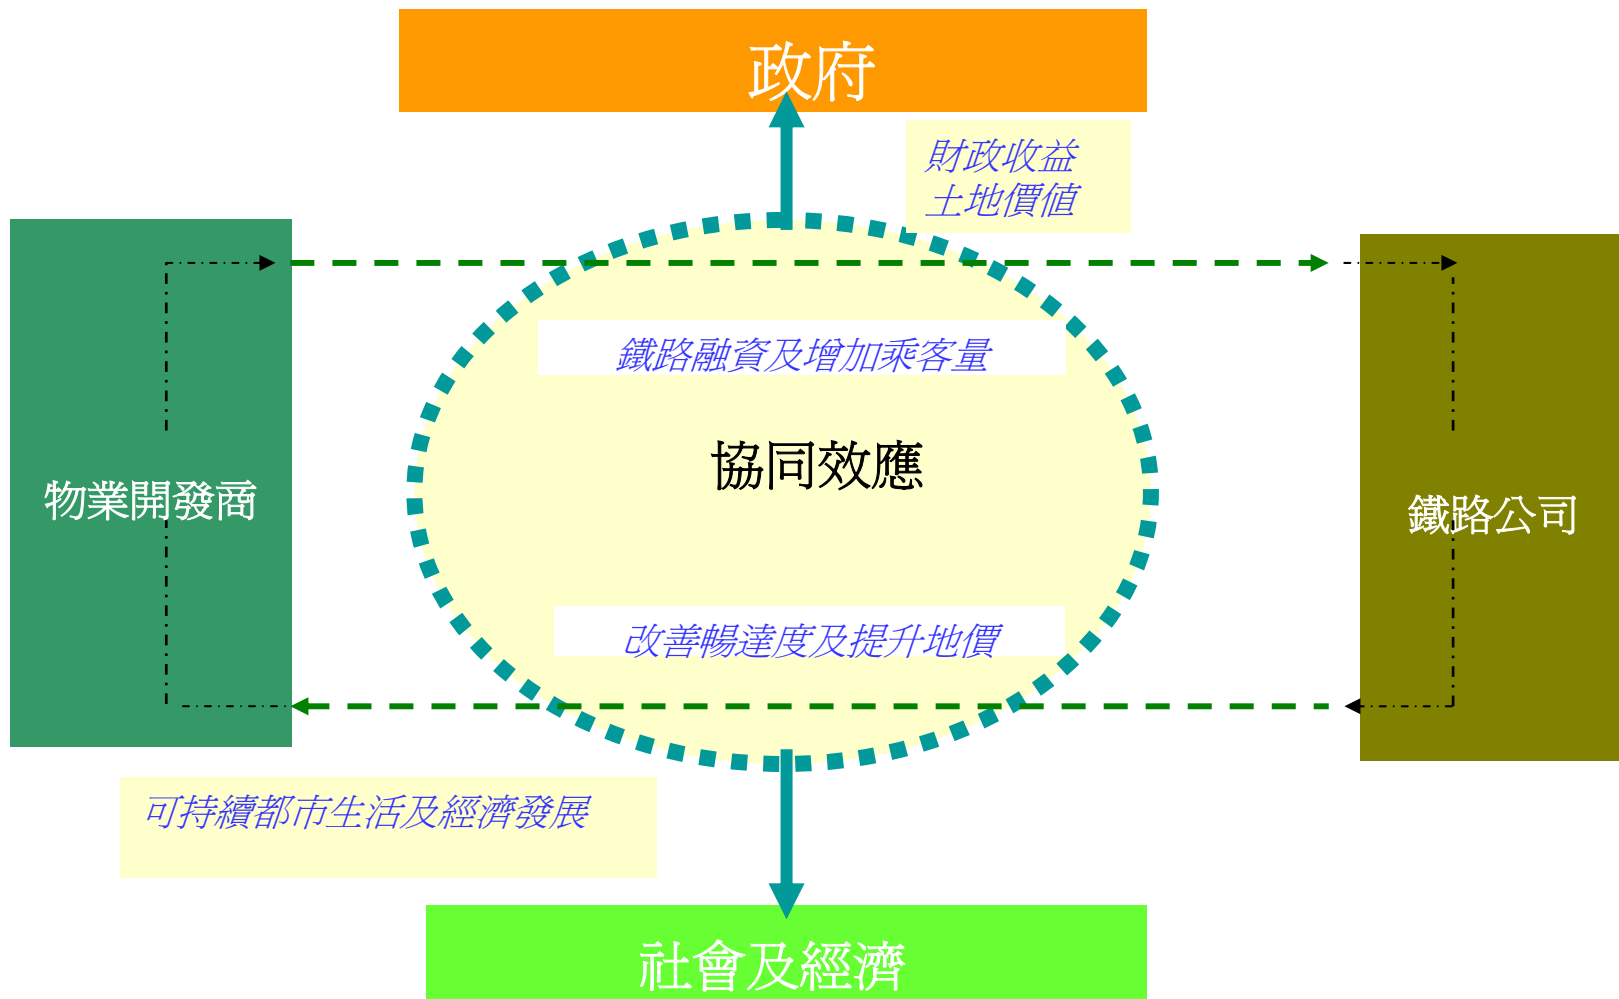 政府
財政收益
土地價值
鐵路融資及增加乘客量
協同效應
物業開發商
鐵路公司
改善暢達度及提升地價
可持續都市生活及經濟發展
社會及經濟